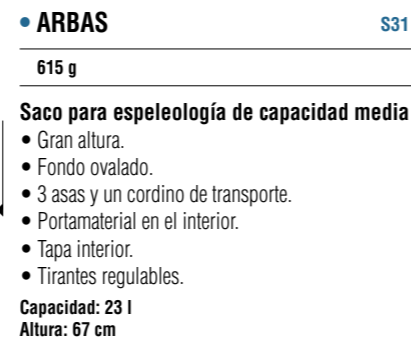 • ARBAS S31
615 g
Saco para espeleología de capacidad media
• Gran altura.
• Fondo ovalado.
• 3 asas y un cordino de transporte.
• Portamaterial en el interior.
• Tapa interior.
• Tirantes regulables.
Capacidad: 23 l
Altura: 67 cm